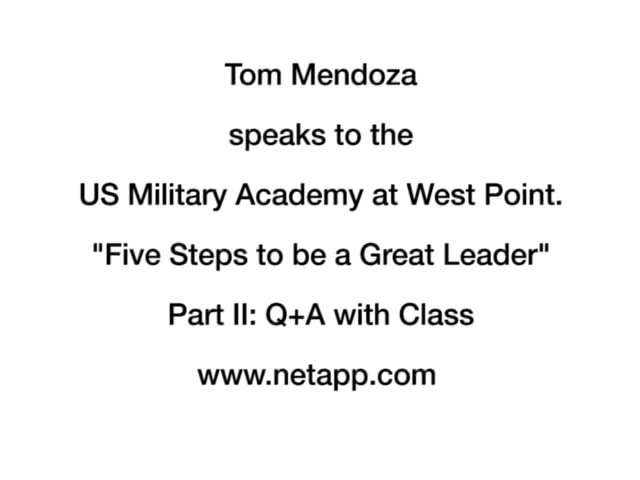 Tom Mendoza
speaks to the
US Military Academy at West Point.
"Five Steps to be a Great Leader"
Part II: Q+A with Class
www.netapp.com